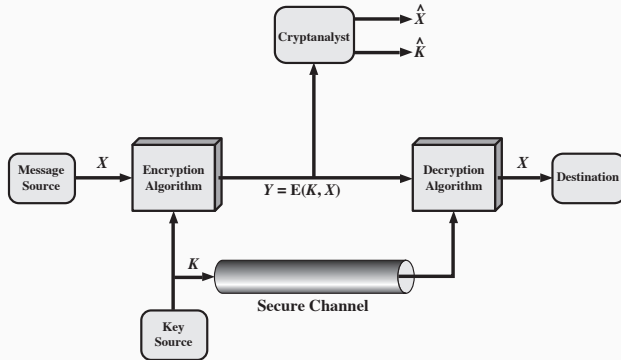 X̂
Cryptanalyst
K̂
Message
Source
X
Encryption
Algorithm
Y = E(K, X)
Decryption
Algorithm
X
Destination
K
Secure Channel
Key
Source